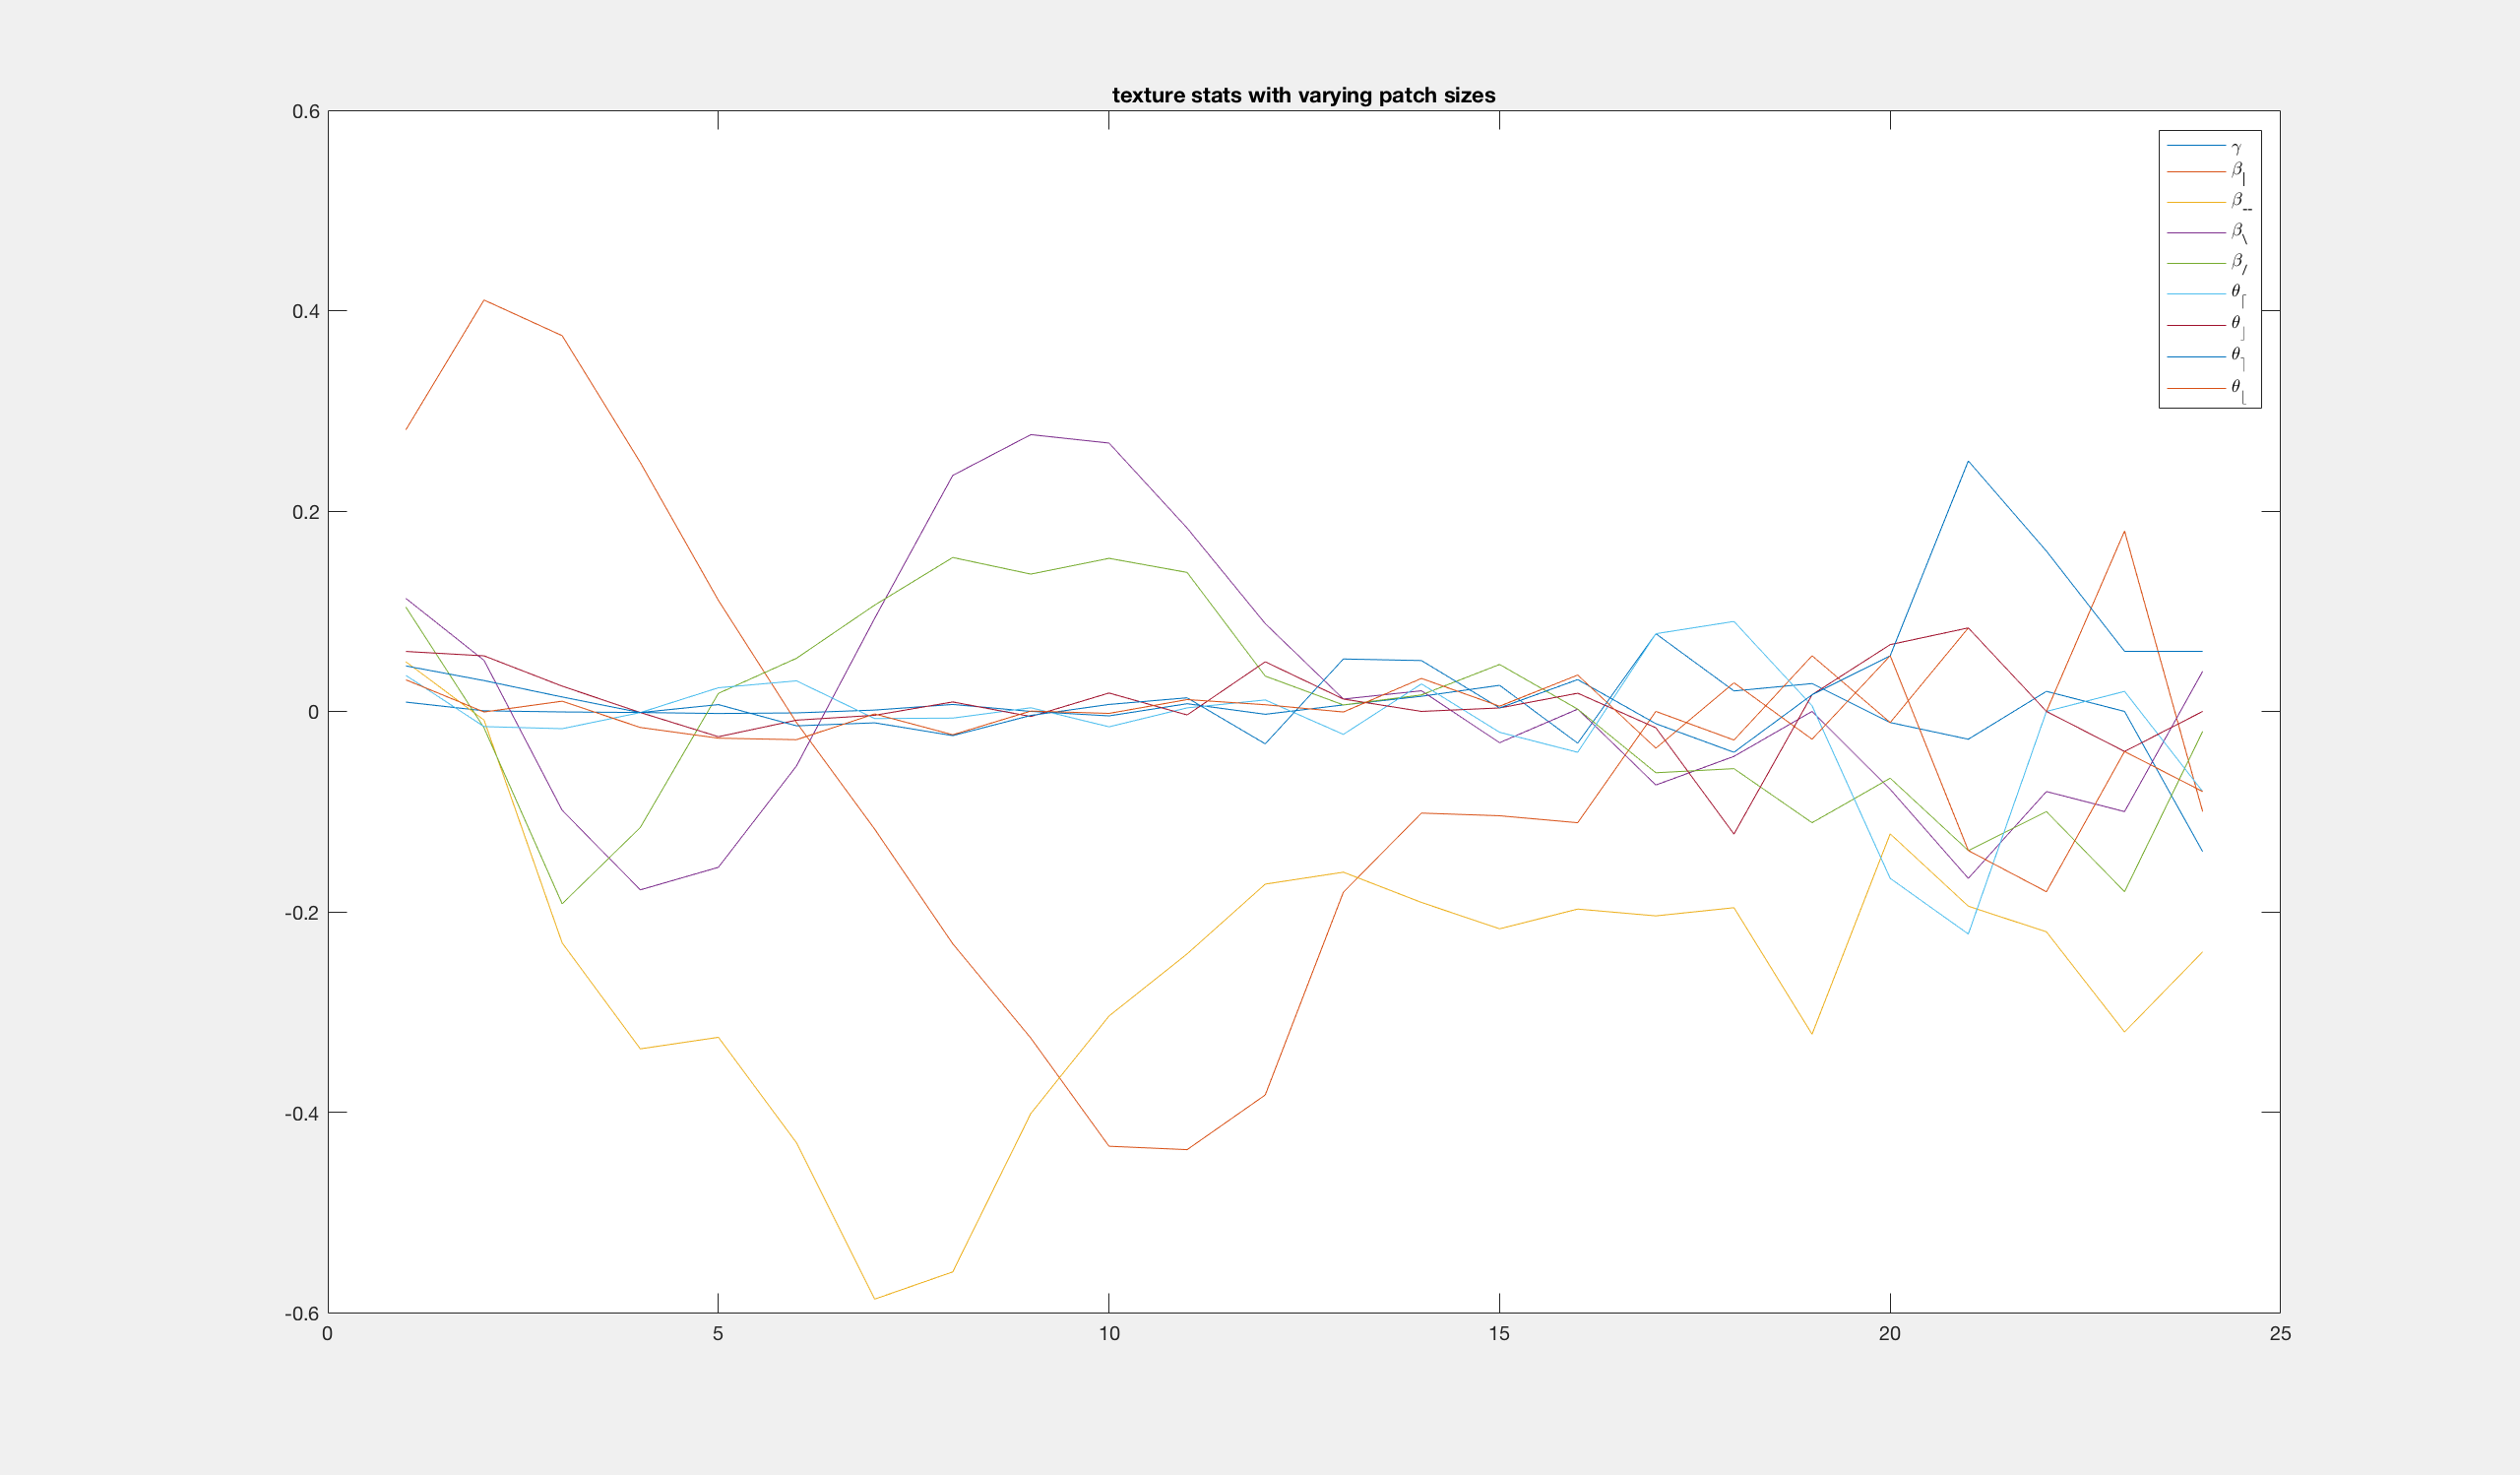 texture stats with varying patch sizes
0.6
0.4
0.2
0
-0.2
-0.4
-0.6
0 5 10 15 20 25
γ
β|
β--
β\
β/
θ⌈
θ⌋
θ⌉
θ⌊